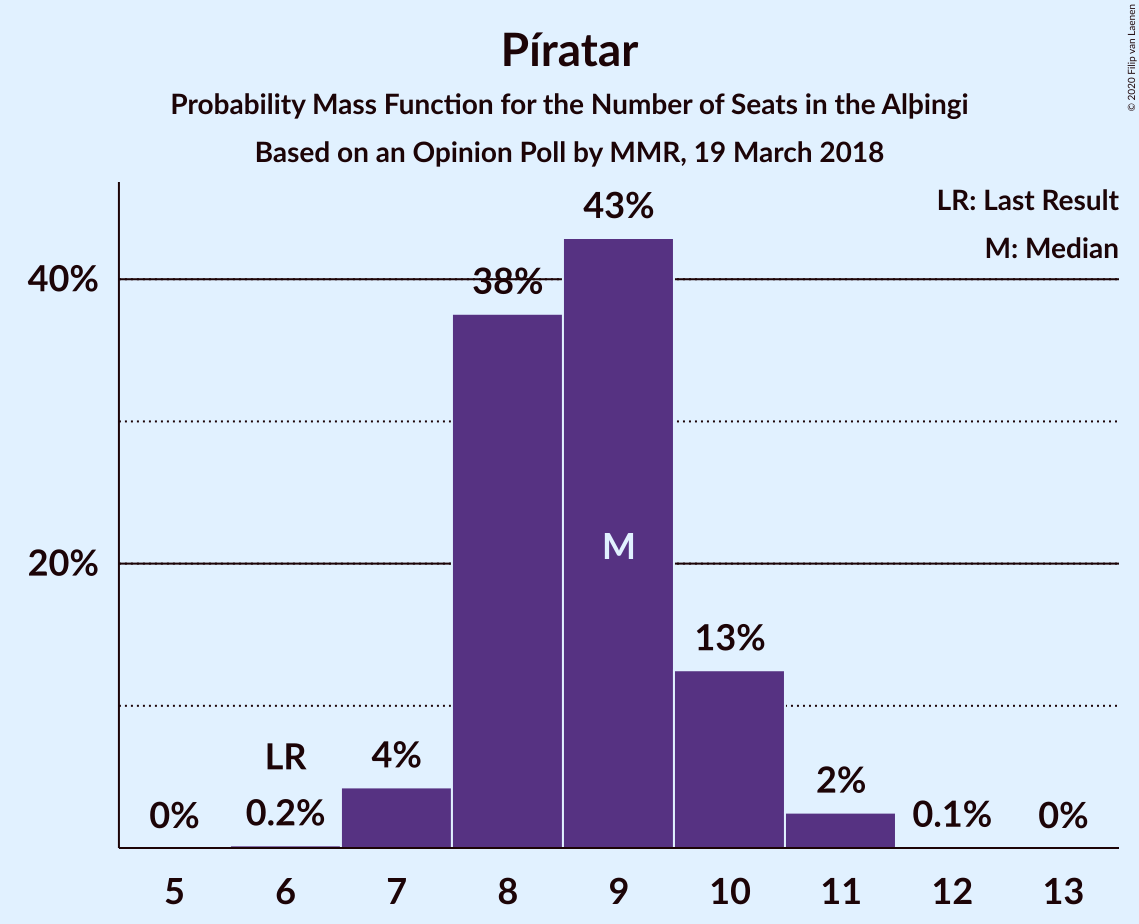 Píratar
Probability Mass Function for the Number of Seats in the Alþingi
Based on an Opinion Poll by MMR, 19 March 2018
© 2020 Filip van Laenen
LR: Last Result
M: Median
43%
40%
38%
M
20%
13%
LR
4%
2%
0%
0.2%
0.1%
0%
5 6 7 8 9 10 11 12 13